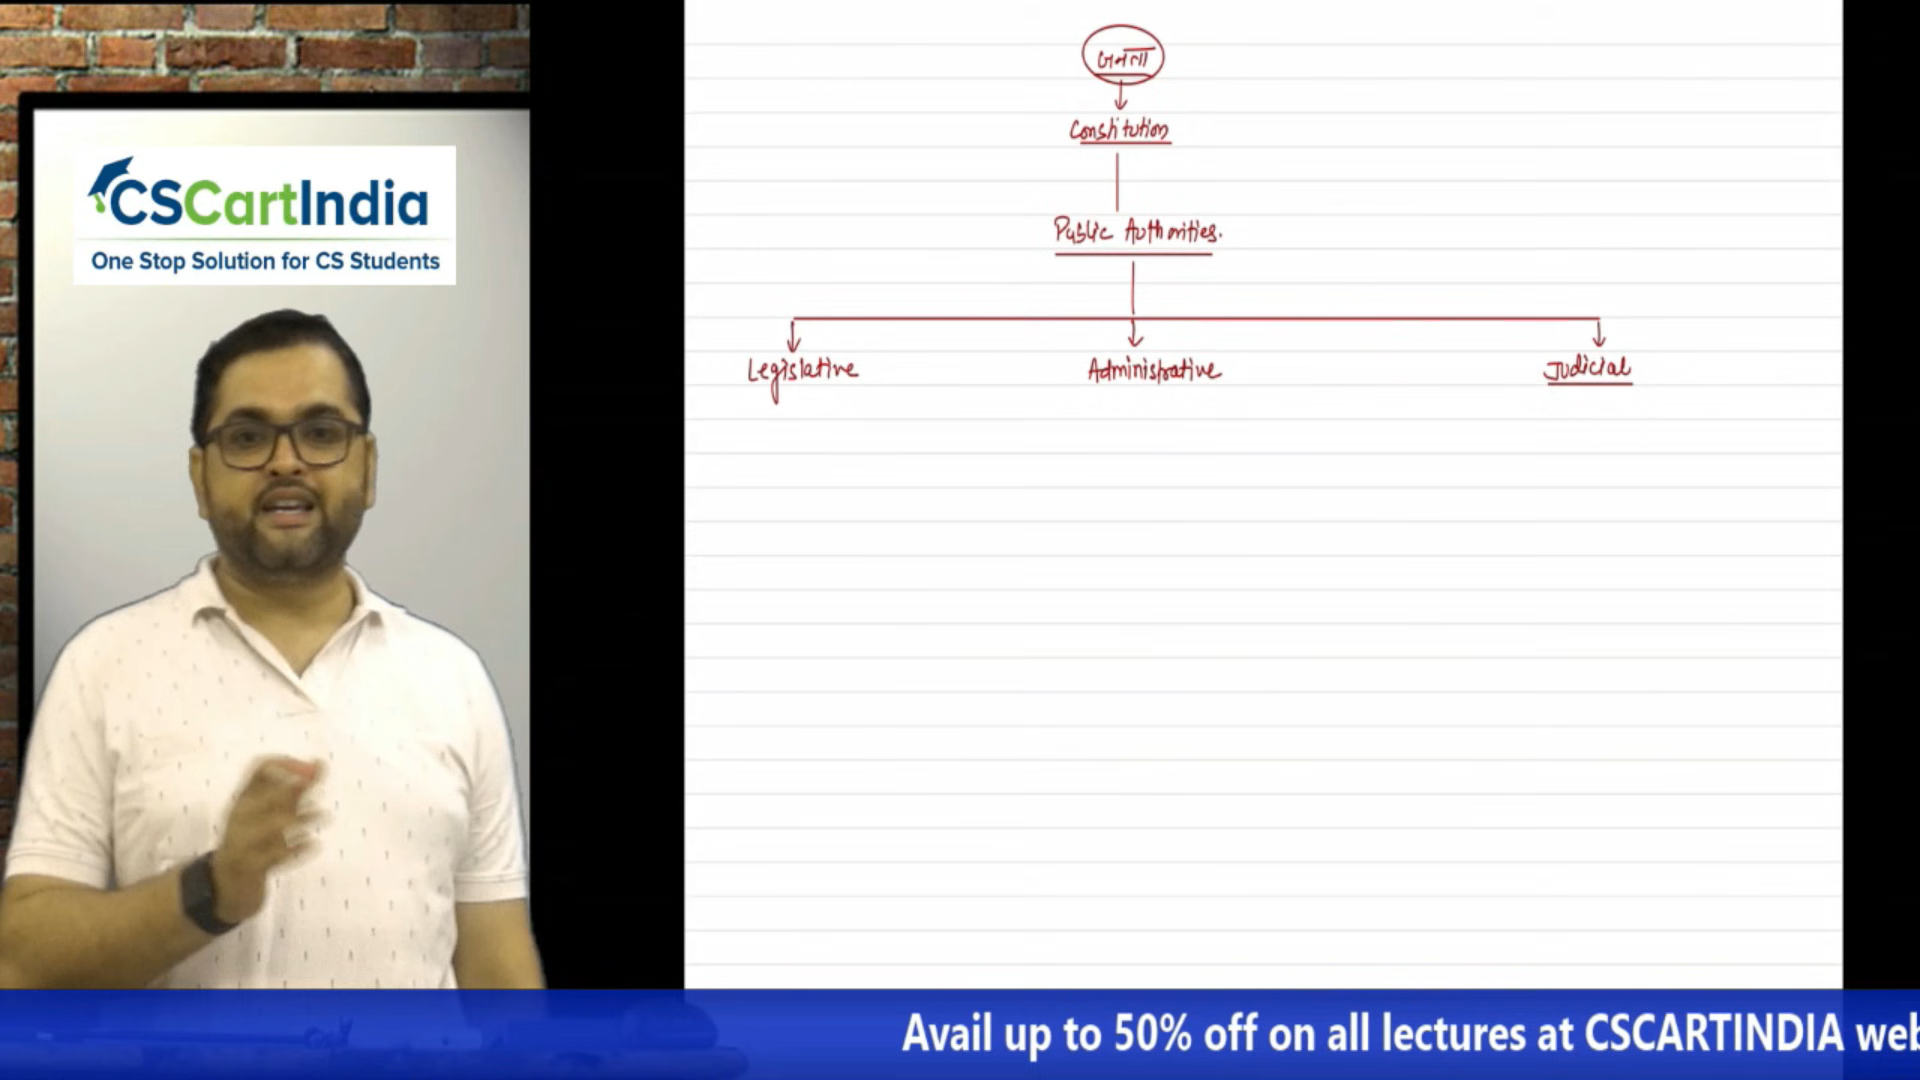 CSCartIndia
One Stop Solution for CS Students
जनता
Constitution
Public Authorities.
Legislative
Administrative
Judicial
Avail up to 50% off on all lectures at CSCARTINDIA web